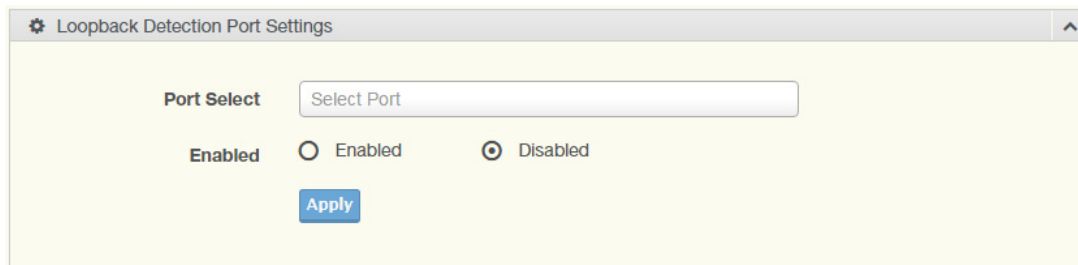 Loopback Detection Port Settings
Port Select Select Port
Enabled Enabled Disabled
Apply